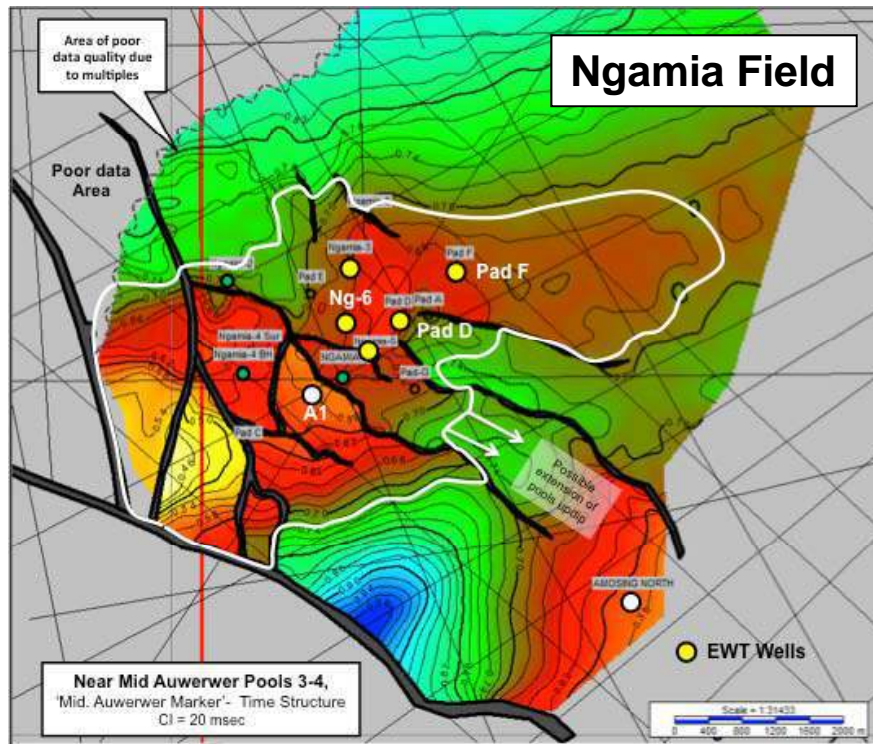 Ngamia Field
Area of poor
data quality due
to multiples
Poor data
Area
Ngamia-3
Pad E
Pad F
Pad F
Ng-6
Pad D
Pad A
Pad D
Ngamia-4 Sur
Ngamia-4 BH
NGAMIA
Pad-G
A1
Pad C
Possible
extension of
pools updip
AMOSING NORTH
EWT Wells
Near Mid Auwerwer Pools 3-4,
'Mid. Auwerwer Marker'- Time Structure
CI = 20 msec
Scale = 1:31433
0 400 800 1200 1600 2000 m